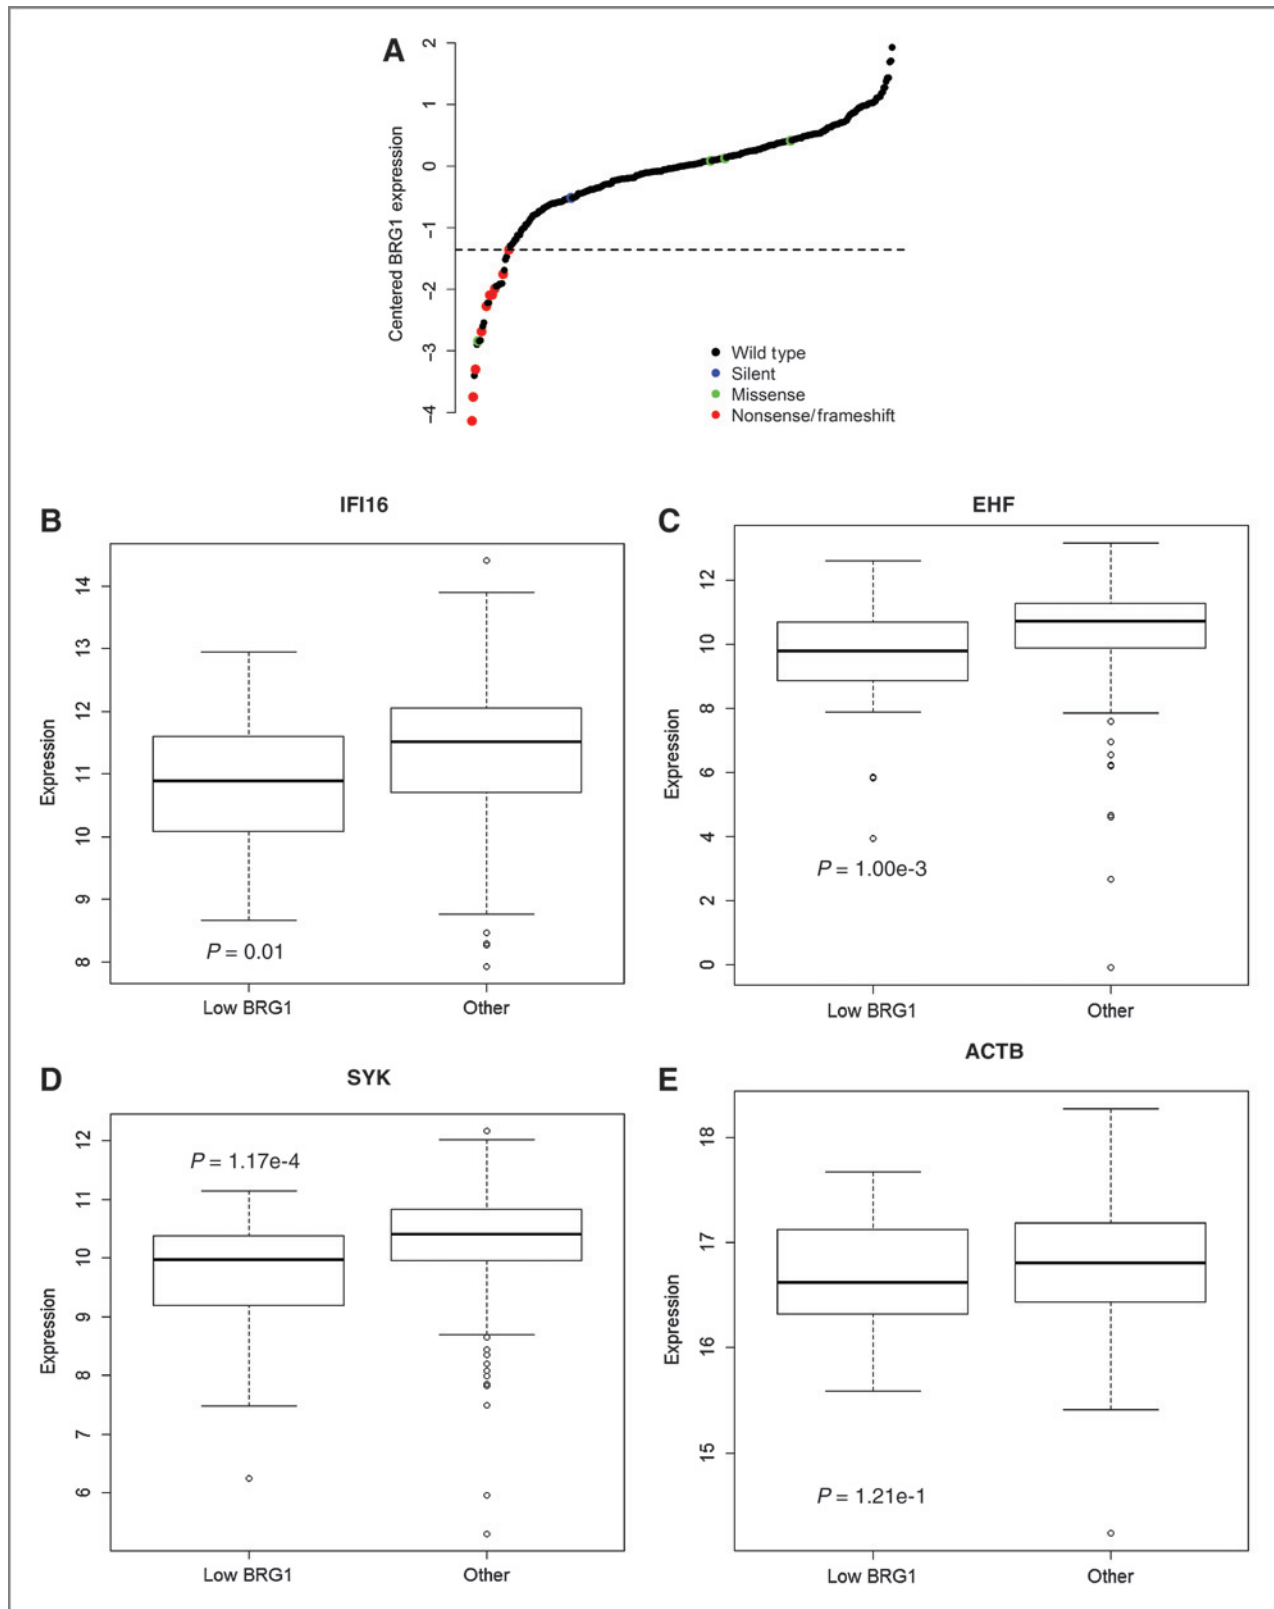 A
2
1
0
-1
-2
-3
-4
Centered BRG1 expression
Wild type
Silent
Missense
Nonsense/frameshift
B
IFI16
14
13
12
11
10
9
8
Expression
P = 0.01
Low BRG1
Other
C
EHF
12
10
8
6
4
2
0
Expression
P = 1.00e-3
Low BRG1
Other
D
SYK
12
11
10
9
8
7
6
Expression
P = 1.17e-4
Low BRG1
Other
E
ACTB
18
17
16
15
Expression
P = 1.21e-1
Low BRG1
Other